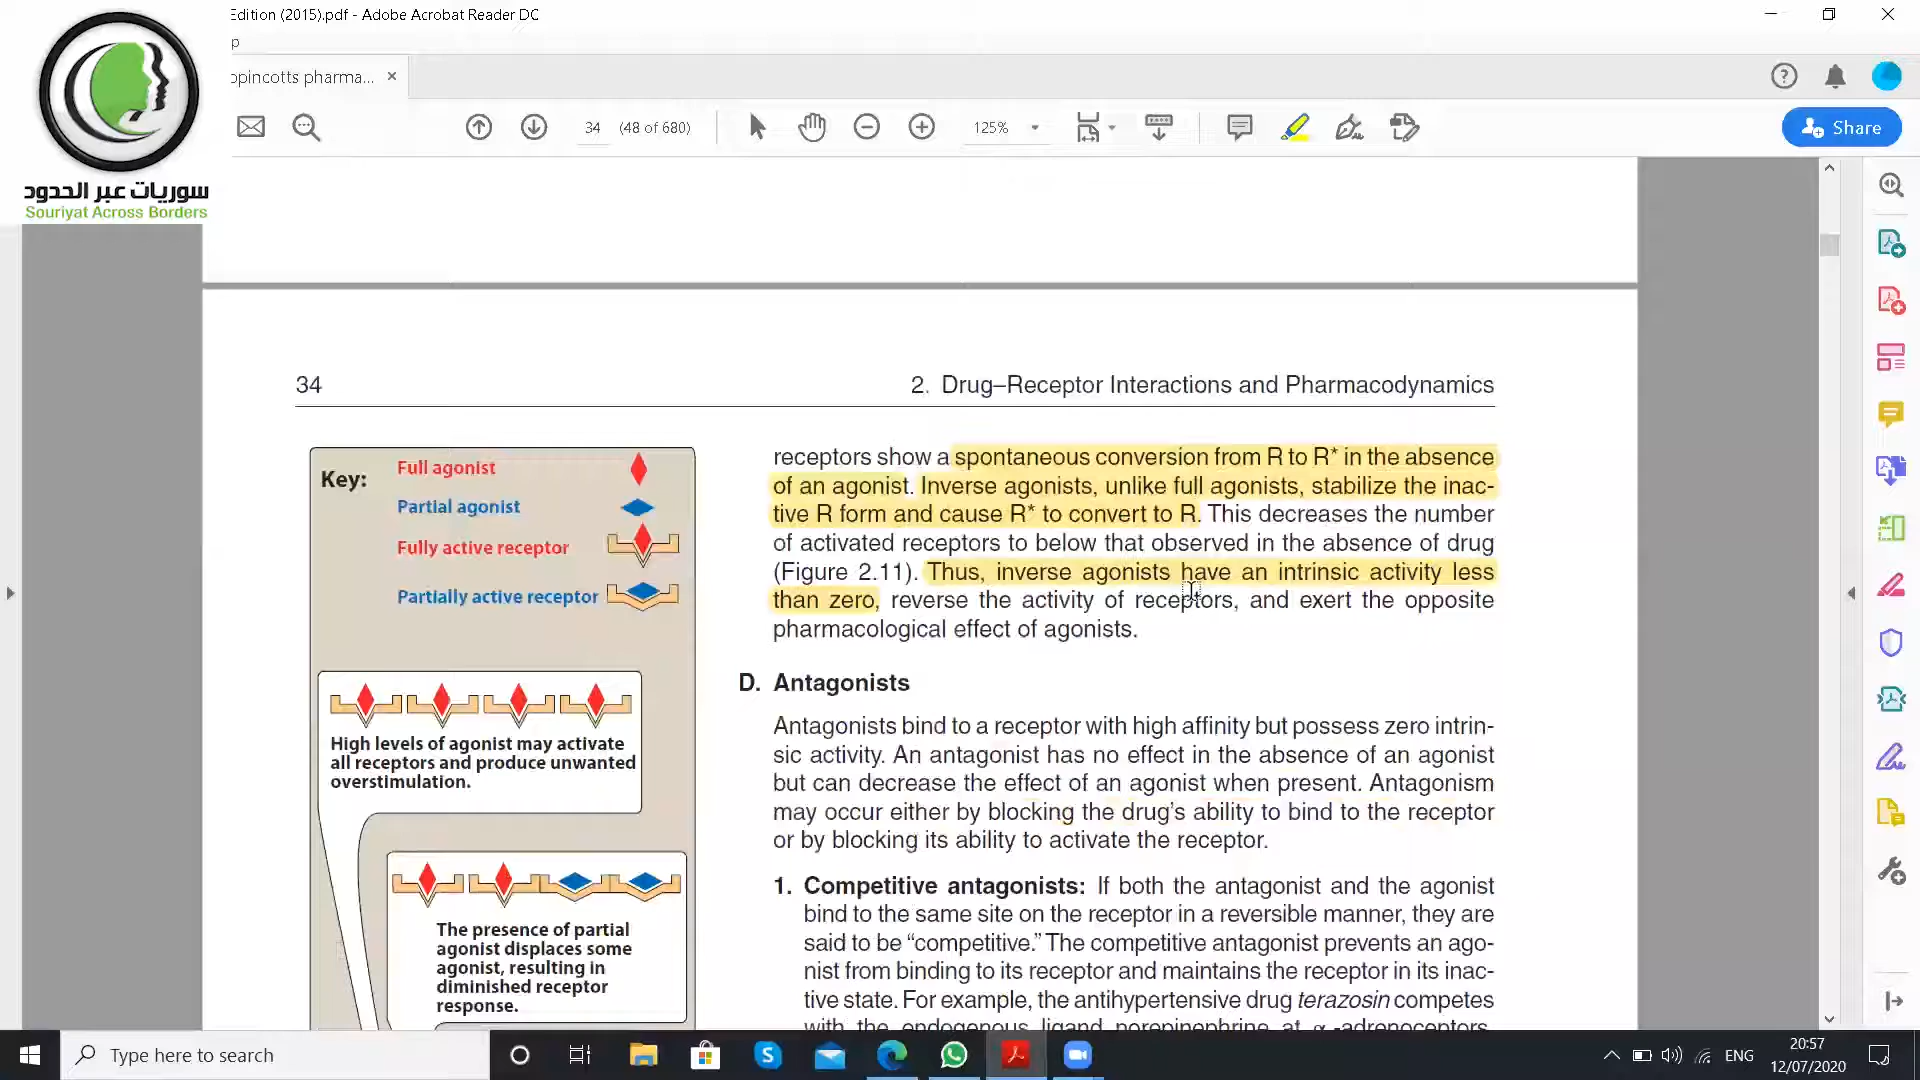 Edition (2015).pdf - Adobe Acrobat Reader DC
p
opincotts pharma...
34 (48 of 680)
125%
Share
سوريات عبر الحدود
Souriyat Across Borders
34
2. Drug–Receptor Interactions and Pharmacodynamics
Key:
Full agonist
Partial agonist
Fully active receptor
Partially active receptor
High levels of agonist may activate
all receptors and produce unwanted
overstimulation.
The presence of partial
agonist displaces some
agonist, resulting in
diminished receptor
response.
receptors show a spontaneous conversion from R to R* in the absence
of an agonist. Inverse agonists, unlike full agonists, stabilize the inac-
tive R form and cause R* to convert to R. This decreases the number
of activated receptors to below that observed in the absence of drug
(Figure 2.11). Thus, inverse agonists have an intrinsic activity less
than zero, reverse the activity of receptors, and exert the opposite
pharmacological effect of agonists.
D. Antagonists
Antagonists bind to a receptor with high affinity but possess zero intrin-
sic activity. An antagonist has no effect in the absence of an agonist
but can decrease the effect of an agonist when present. Antagonism
may occur either by blocking the drug’s ability to bind to the receptor
or by blocking its ability to activate the receptor.
1. Competitive antagonists: If both the antagonist and the agonist
bind to the same site on the receptor in a reversible manner, they are
said to be “competitive.” The competitive antagonist prevents an ago-
nist from binding to its receptor and maintains the receptor in its inac-
tive state. For example, the antihypertensive drug terazosin competes
with the endogenous ligand norepinephrine at α -adrenoceptors,
Type here to search
ENG
20:57
12/07/2020